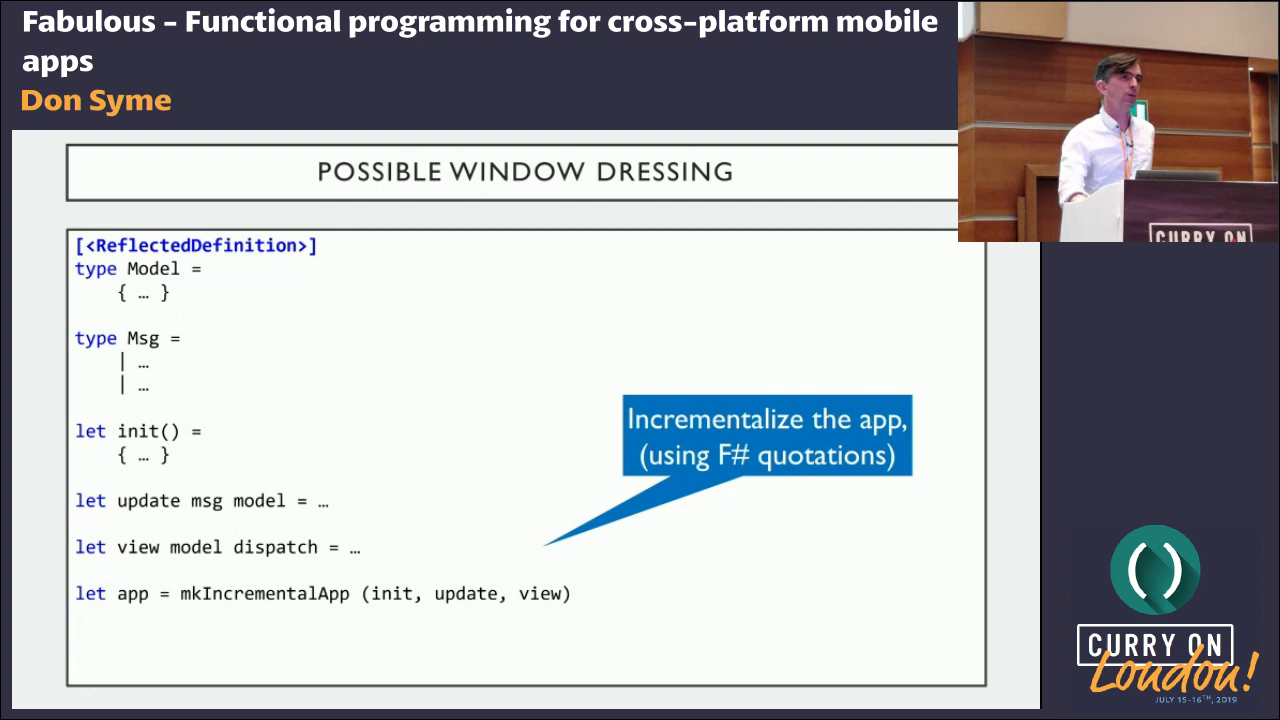 Fabulous – Functional programming for cross-platform mobile
apps
Don Syme
POSSIBLE WINDOW DRESSING
[<ReflectedDefinition>]
type Model =
{ … }
type Msg =
| …
| …
let init() =
{ … }
let update msg model = …
let view model dispatch = …
let app = mkIncrementalApp (init, update, view)
Incrementalize the app,
(using F# quotations)
CURRY ON
( )
CURRY ON
London!
JULY 15-16TH, 2019